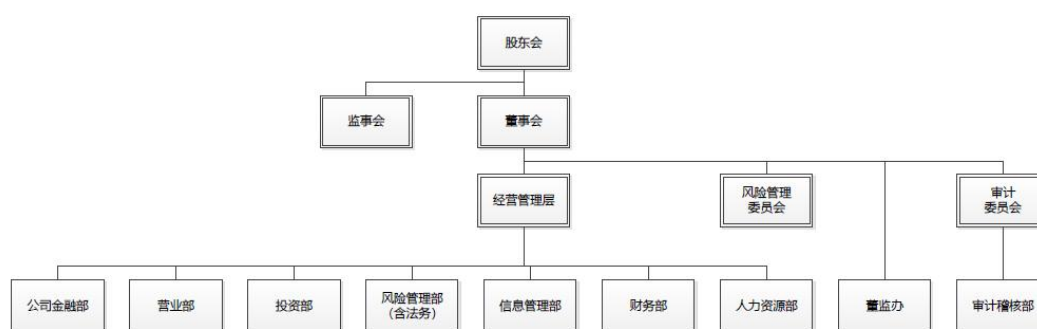 股东会
监事会
董事会
经营管理层
风险管理
委员会
审计
委员会
公司金融部
营业部
投资部
风险管理部
（含法务）
信息管理部
财务部
人力资源部
董监办
审计稽核部